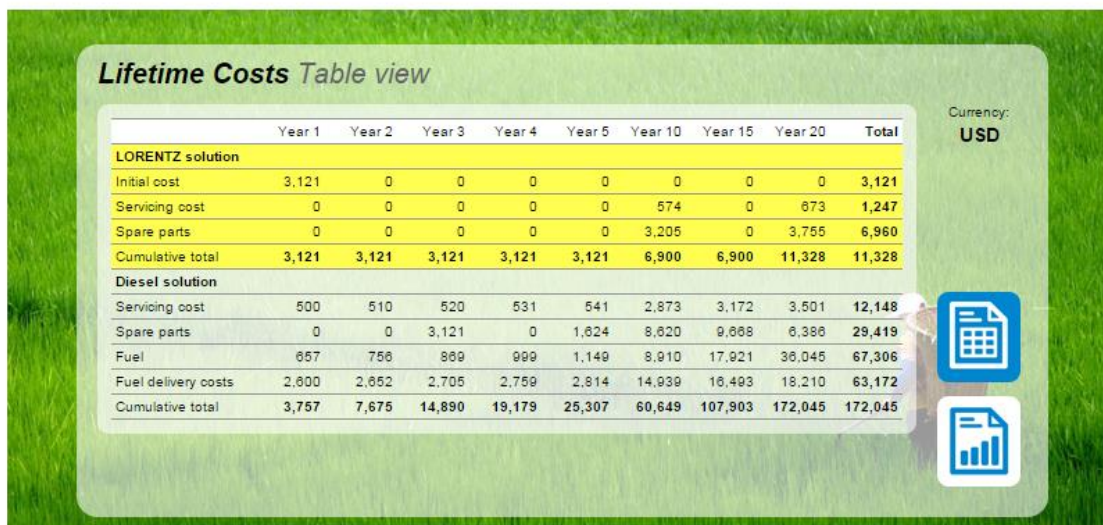 Lifetime Costs Table view
Currency:
USD
Year 1 Year 2 Year 3 Year 4 Year 5 Year 10 Year 15 Year 20 Total
LORENTZ solution
Initial cost 3,121 0 0 0 0 0 0 0 3,121
Servicing cost 0 0 0 0 0 574 0 673 1,247
Spare parts 0 0 0 0 0 3,205 0 3,755 6,960
Cumulative total 3,121 3,121 3,121 3,121 3,121 6,900 6,900 11,328 11,328
Diesel solution
Servicing cost 500 510 520 531 541 2,873 3,172 3,501 12,148
Spare parts 0 0 3,121 0 1,624 8,620 9,668 6,386 29,419
Fuel 657 756 869 999 1,149 8,910 17,921 36,045 67,306
Fuel delivery costs 2,600 2,652 2,705 2,759 2,814 14,939 16,493 18,210 63,172
Cumulative total 3,757 7,675 14,890 19,179 25,307 60,649 107,903 172,045 172,045